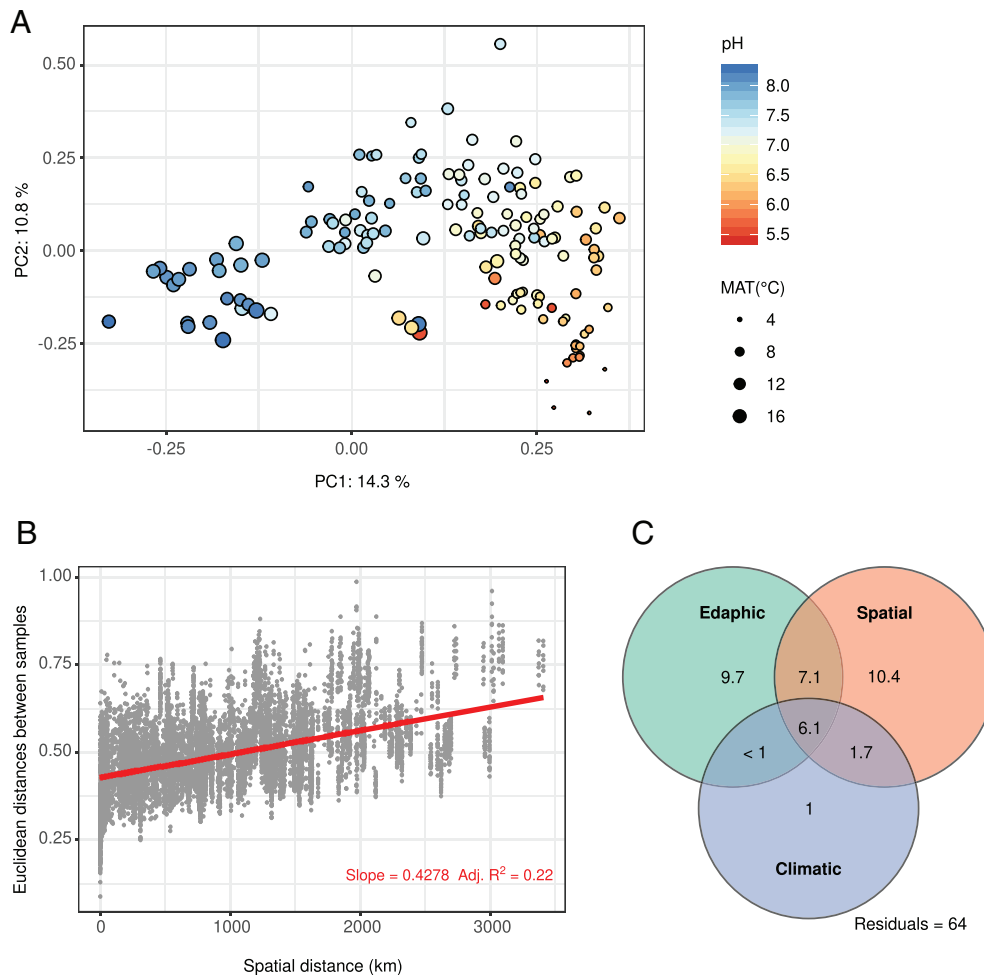 A
0.50
0.25
0.00
-0.25
PC2: 10.8 %
-0.25 0.00 0.25
PC1: 14.3 %
pH
8.0
7.5
7.0
6.5
6.0
5.5
MAT(°C)
4
8
12
16
B
1.00
0.75
0.50
0.25
Euclidean distances between samples
Slope = 0.4278 Adj. R² = 0.22
0 1000 2000 3000
Spatial distance (km)
C
Edaphic Spatial
9.7 7.1 10.4
6.1
< 1 1.7
1
Climatic
Residuals = 64